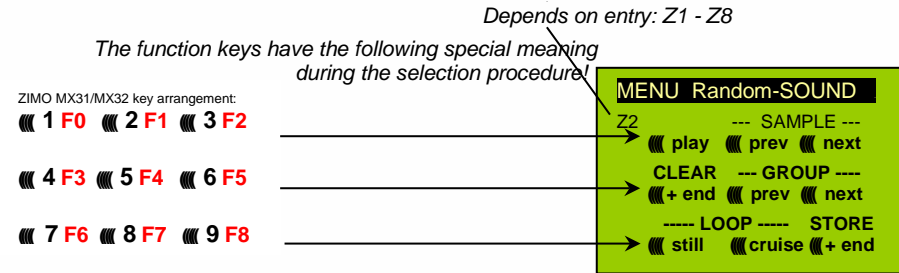 Depends on entry: Z1 - Z8
The function keys have the following special meaning
during the selection procedure!
ZIMO MX31/MX32 key arrangement:
(((( 1 F0 (((( 2 F1 (((( 3 F2
(((( 4 F3 (((( 5 F4 (((( 6 F5
(((( 7 F6 (((( 8 F7 (((( 9 F8
MENU Random-SOUND
Z2 --- SAMPLE ---
(((( play (((( prev (((( next
CLEAR --- GROUP ----
((((+ end (((( prev (((( next
----- LOOP ----- STORE
(((( still ((((cruise ((((+ end